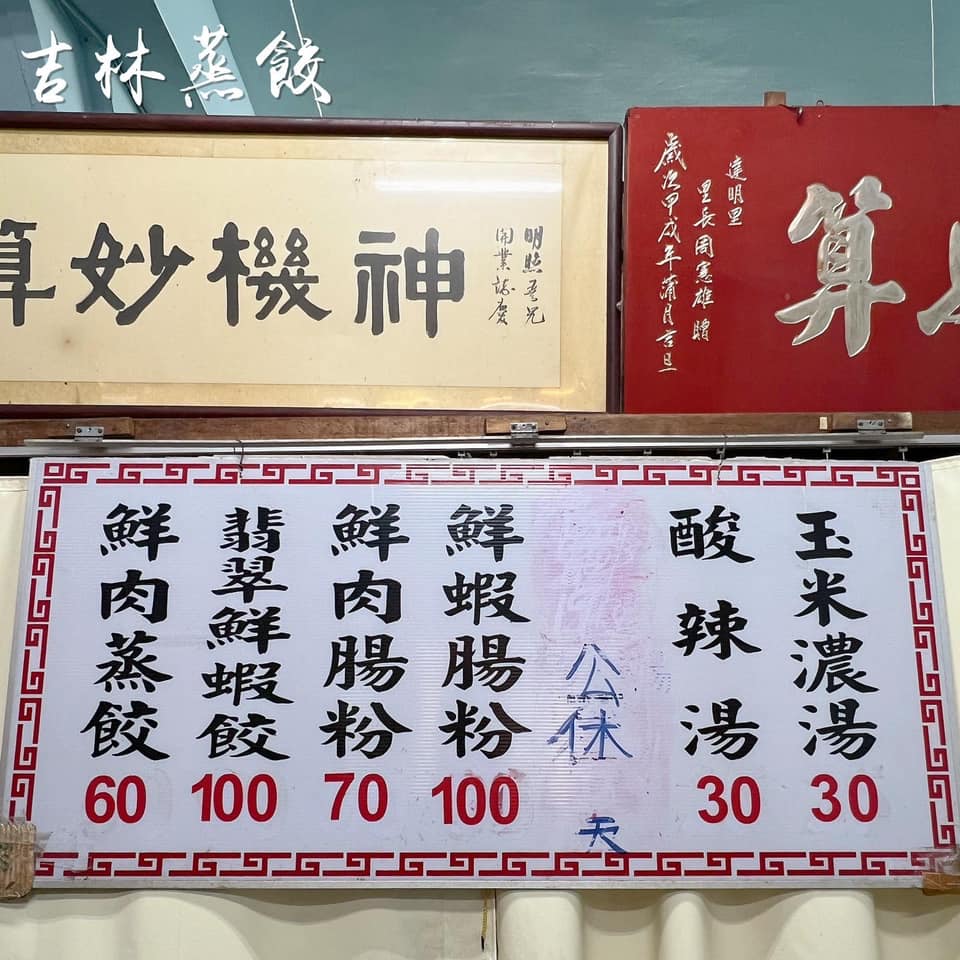 吉林蒸餃
明照吾兄
開業誌慶
神機妙算
達明里
里長周憲雄贈
歲次甲戌年蒲月吉旦
算
玉米濃湯
30
酸辣湯
30
公休
天
鮮蝦腸粉
100
鮮肉腸粉
70
翡翠鮮蝦餃
100
鮮肉蒸餃
60